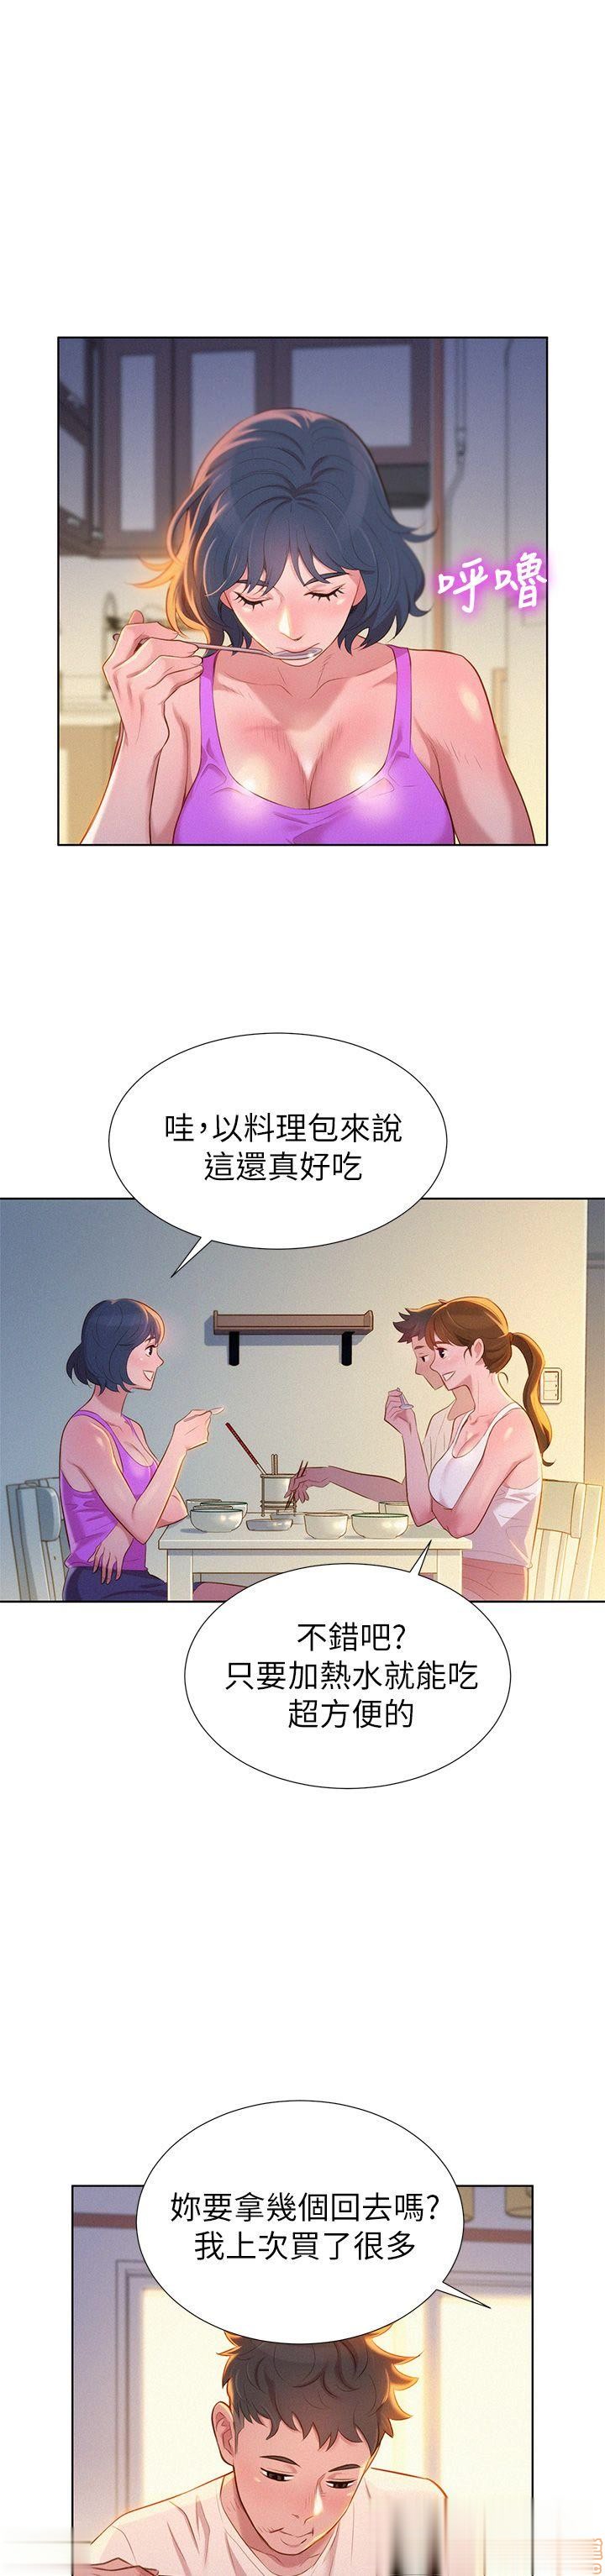 呼嚕
哇，以料理包來說
這還真好吃
不錯吧?
只要加熱水就能吃
超方便的
妳要拿幾個回去嗎?
我上次買了很多